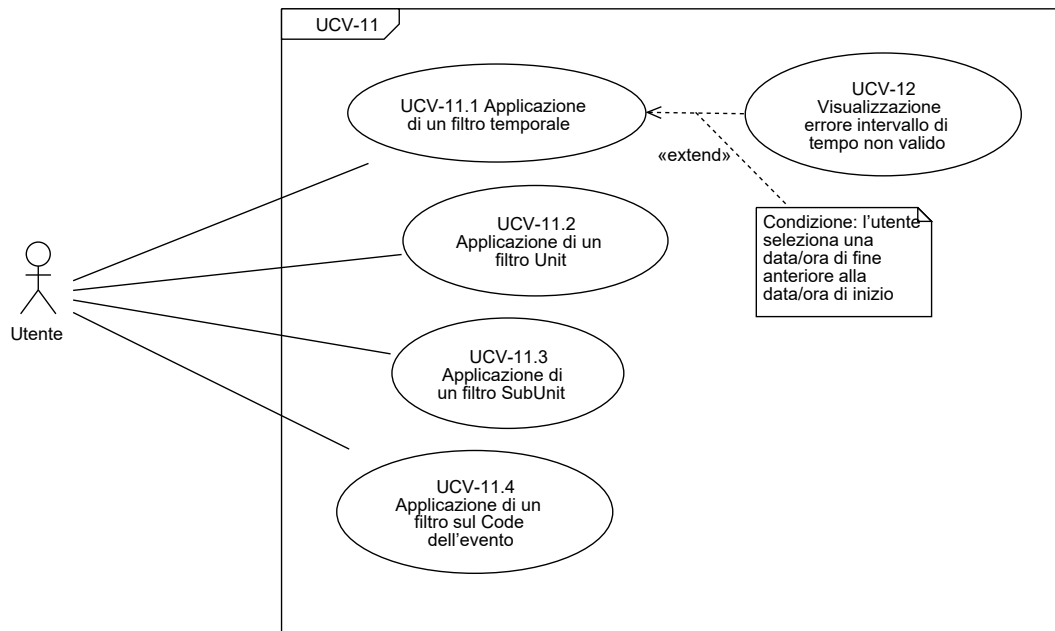 UCV-11
UCV-11.1 Applicazione
di un filtro temporale
UCV-12
Visualizzazione
errore intervallo di
tempo non valido
«extend»
Condizione: l'utente
seleziona una
data/ora di fine
anteriore alla
data/ora di inizio
UCV-11.2
Applicazione di un
filtro Unit
Utente
UCV-11.3
Applicazione di
un filtro SubUnit
UCV-11.4
Applicazione di un
filtro sul Code
dell'evento